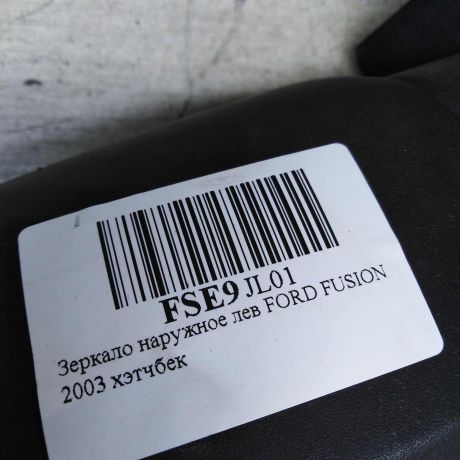 FSE9 JL01
Зеркало наружное лев FORD FUSION
2003 хэтчбек